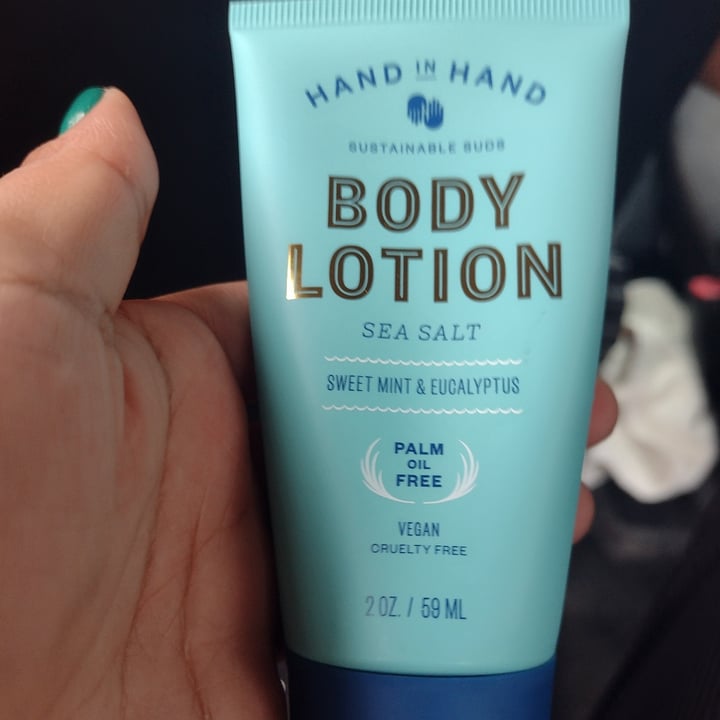 HAND IN HAND
SUSTAINABLE SUDS
BODY
LOTION
SEA SALT
SWEET MINT & EUCALYPTUS
PALM
OIL
FREE
VEGAN
CRUELTY FREE
2 OZ. / 59 ML